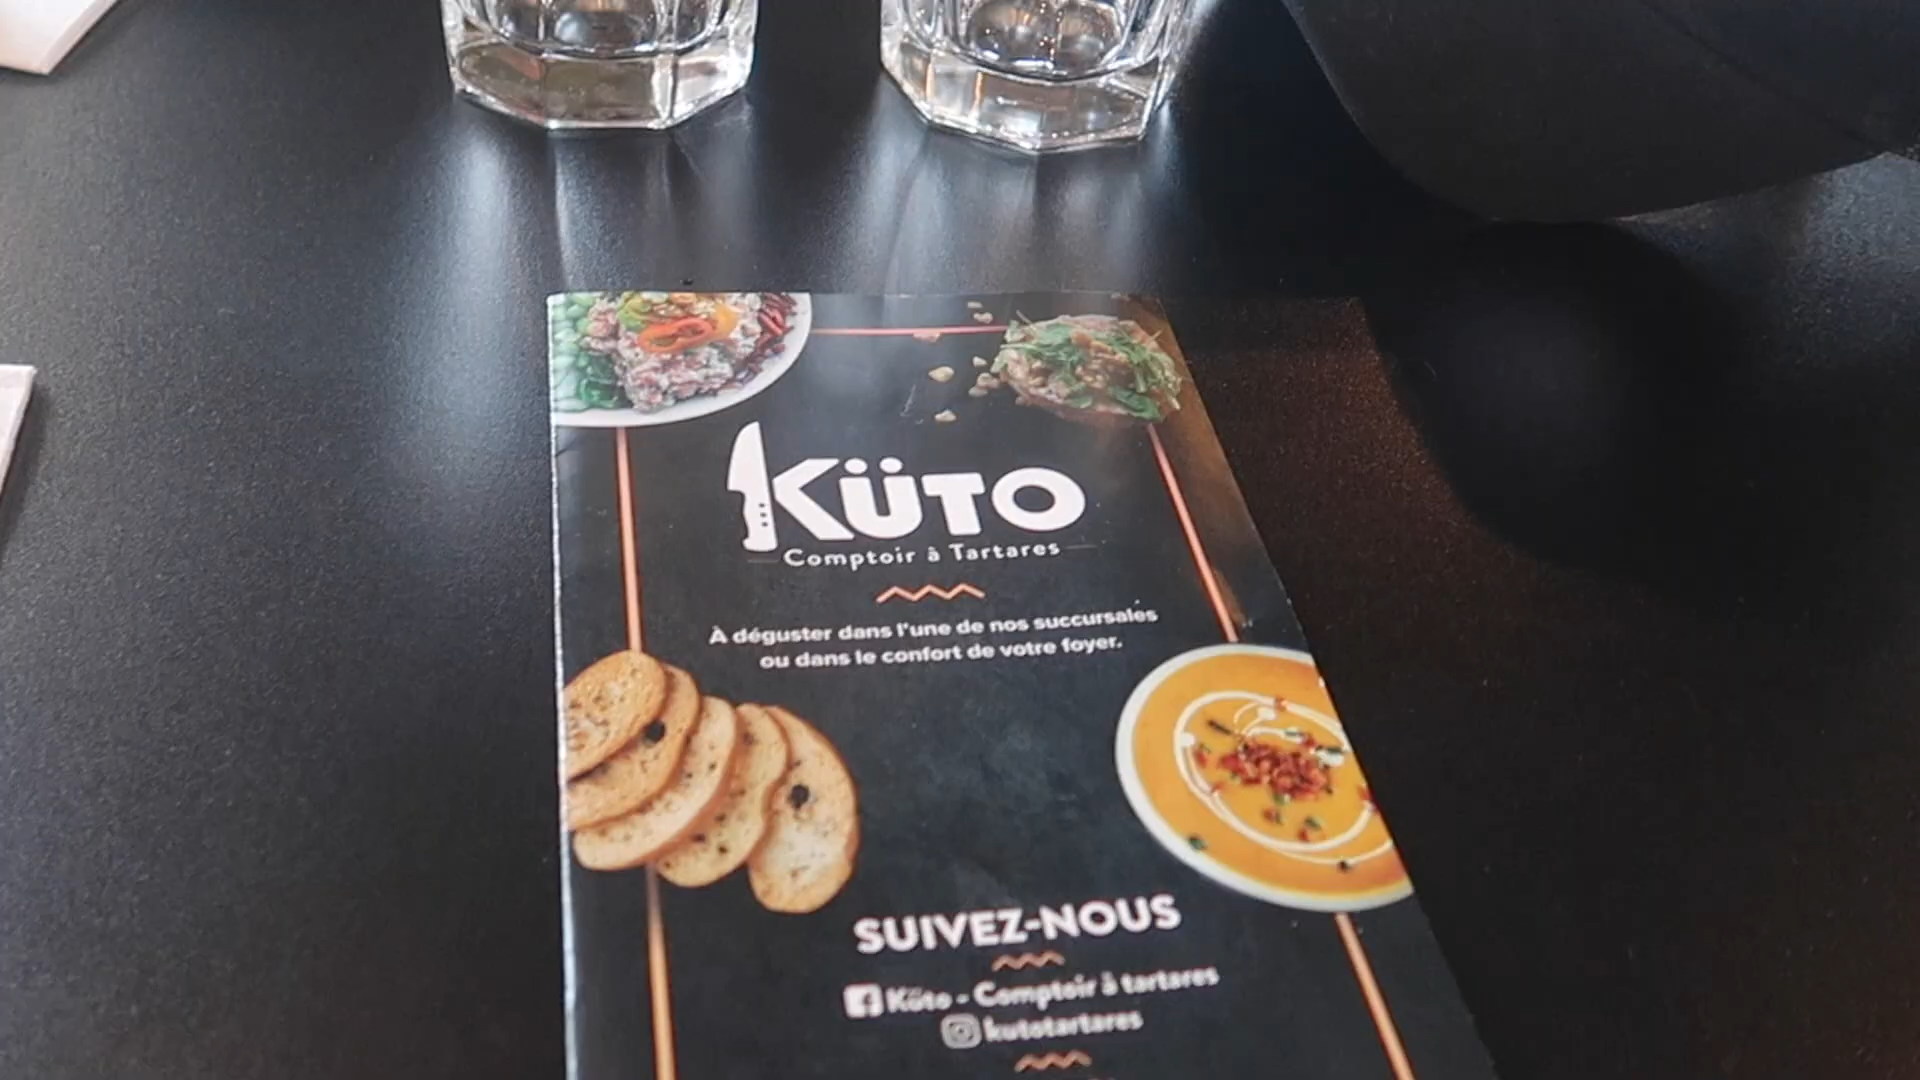 KÜTO
Comptoir à Tartares
À déguster dans l'une de nos succursales
ou dans le confort de votre foyer.
SUIVEZ-NOUS
Küto - Comptoir à tartares
kutotartares